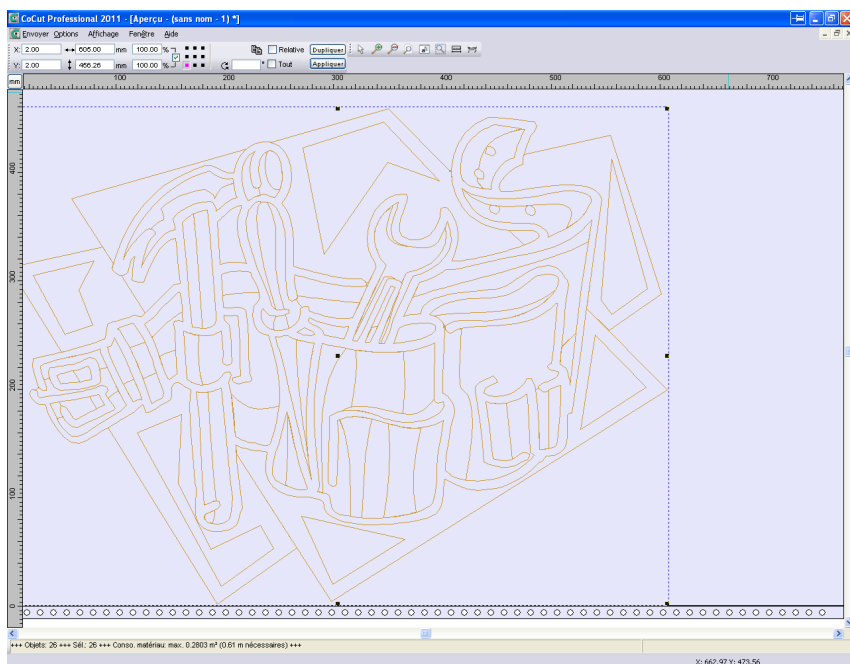 CoCut Professional 2011 - [Aperçu - (sans nom - 1) *]
Envoyer Options Affichage Fenêtre Aide
X: 2.00 605.00 mm 100.00 % Relative Dupliquer
Y: 2.00 466.26 mm 100.00 % ° Tout Appliquer
mm 100 200 300 400 500 600 700
400
300
200
100
0
+++ Objets: 26 +++ Sél.: 26 +++ Conso. matériau: max. 0.2803 m² (0.61 m nécessaires) +++
X: 662.97 Y: 473.56